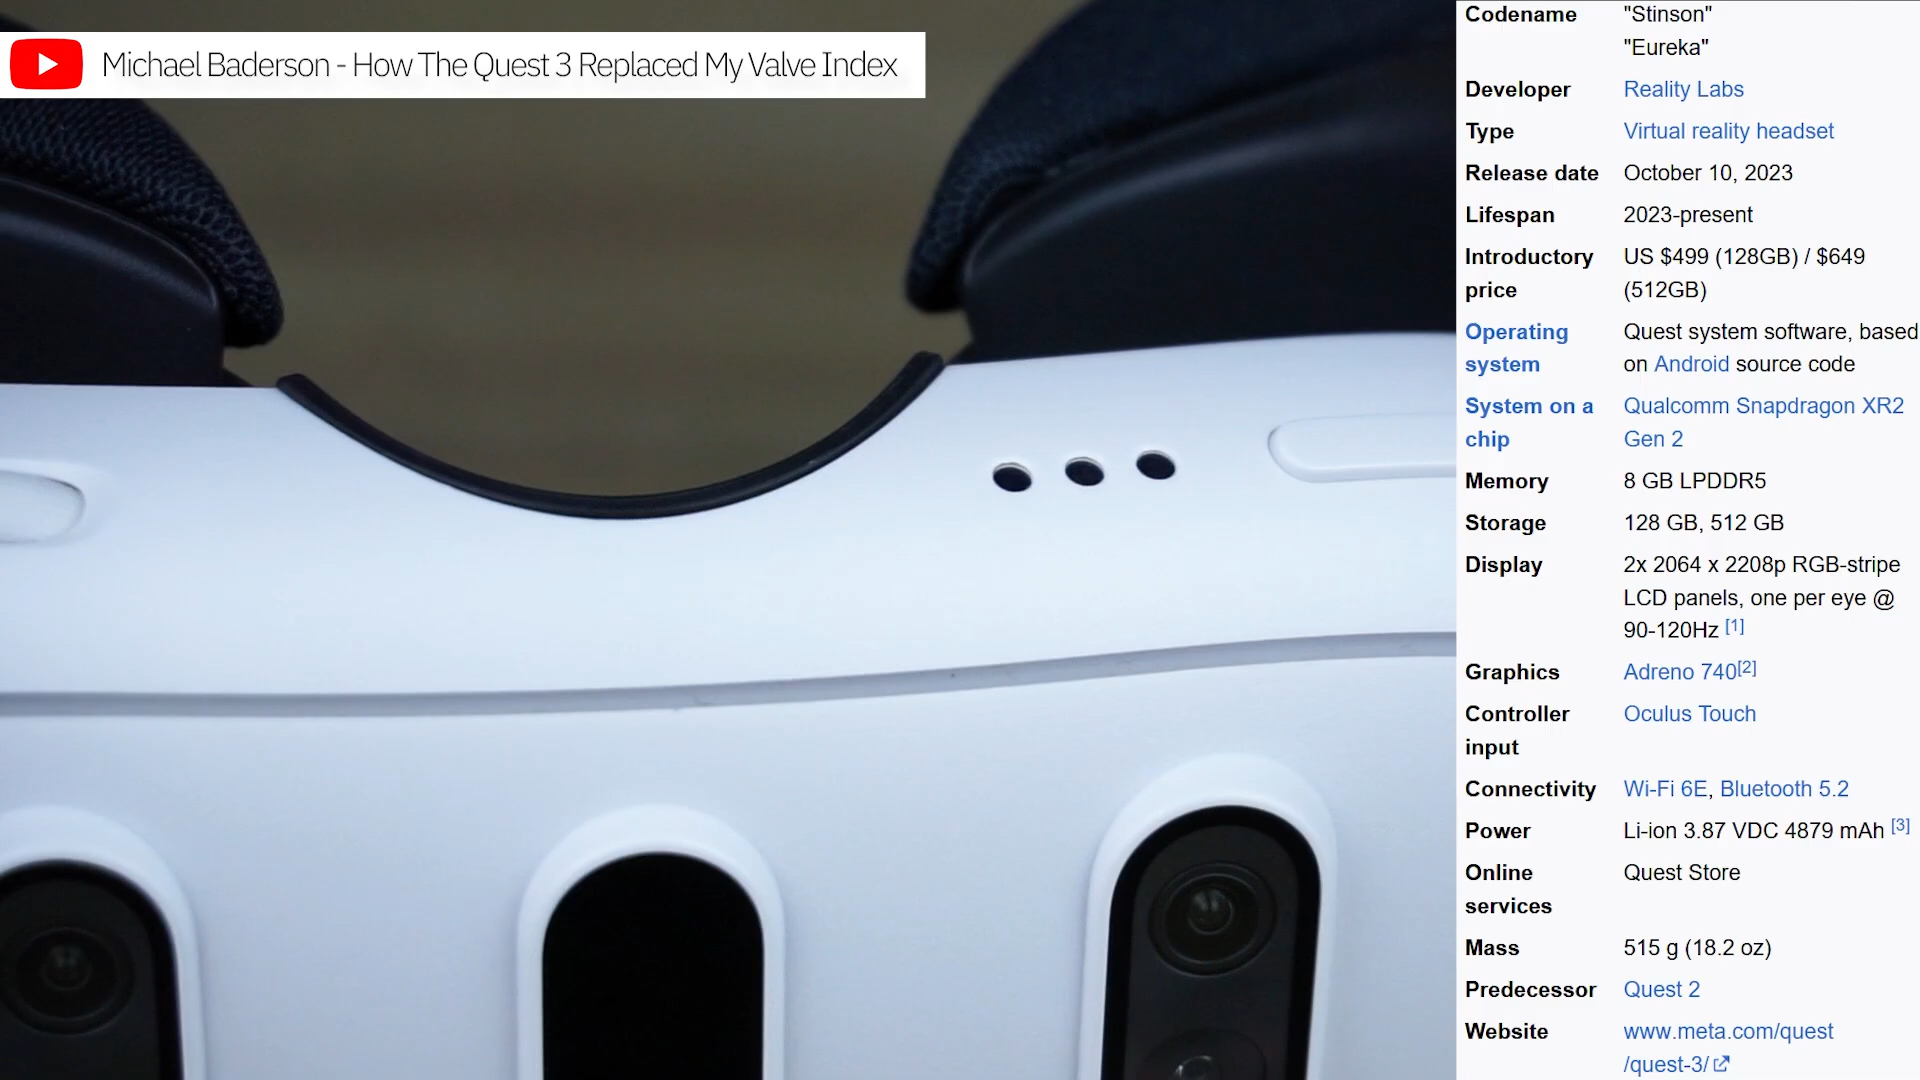 Michael Baderson - How The Quest 3 Replaced My Valve Index
Codename "Stinson"
"Eureka"
Developer Reality Labs
Type Virtual reality headset
Release date October 10, 2023
Lifespan 2023-present
Introductory price US $499 (128GB) / $649
(512GB)
Operating system Quest system software, based
on Android source code
System on a chip Qualcomm Snapdragon XR2
Gen 2
Memory 8 GB LPDDR5
Storage 128 GB, 512 GB
Display 2x 2064 x 2208p RGB-stripe
LCD panels, one per eye @
90-120Hz [1]
Graphics Adreno 740[2]
Controller input Oculus Touch
Connectivity Wi-Fi 6E, Bluetooth 5.2
Power Li-ion 3.87 VDC 4879 mAh [3]
Online services Quest Store
Mass 515 g (18.2 oz)
Predecessor Quest 2
Website www.meta.com/quest
/quest-3/